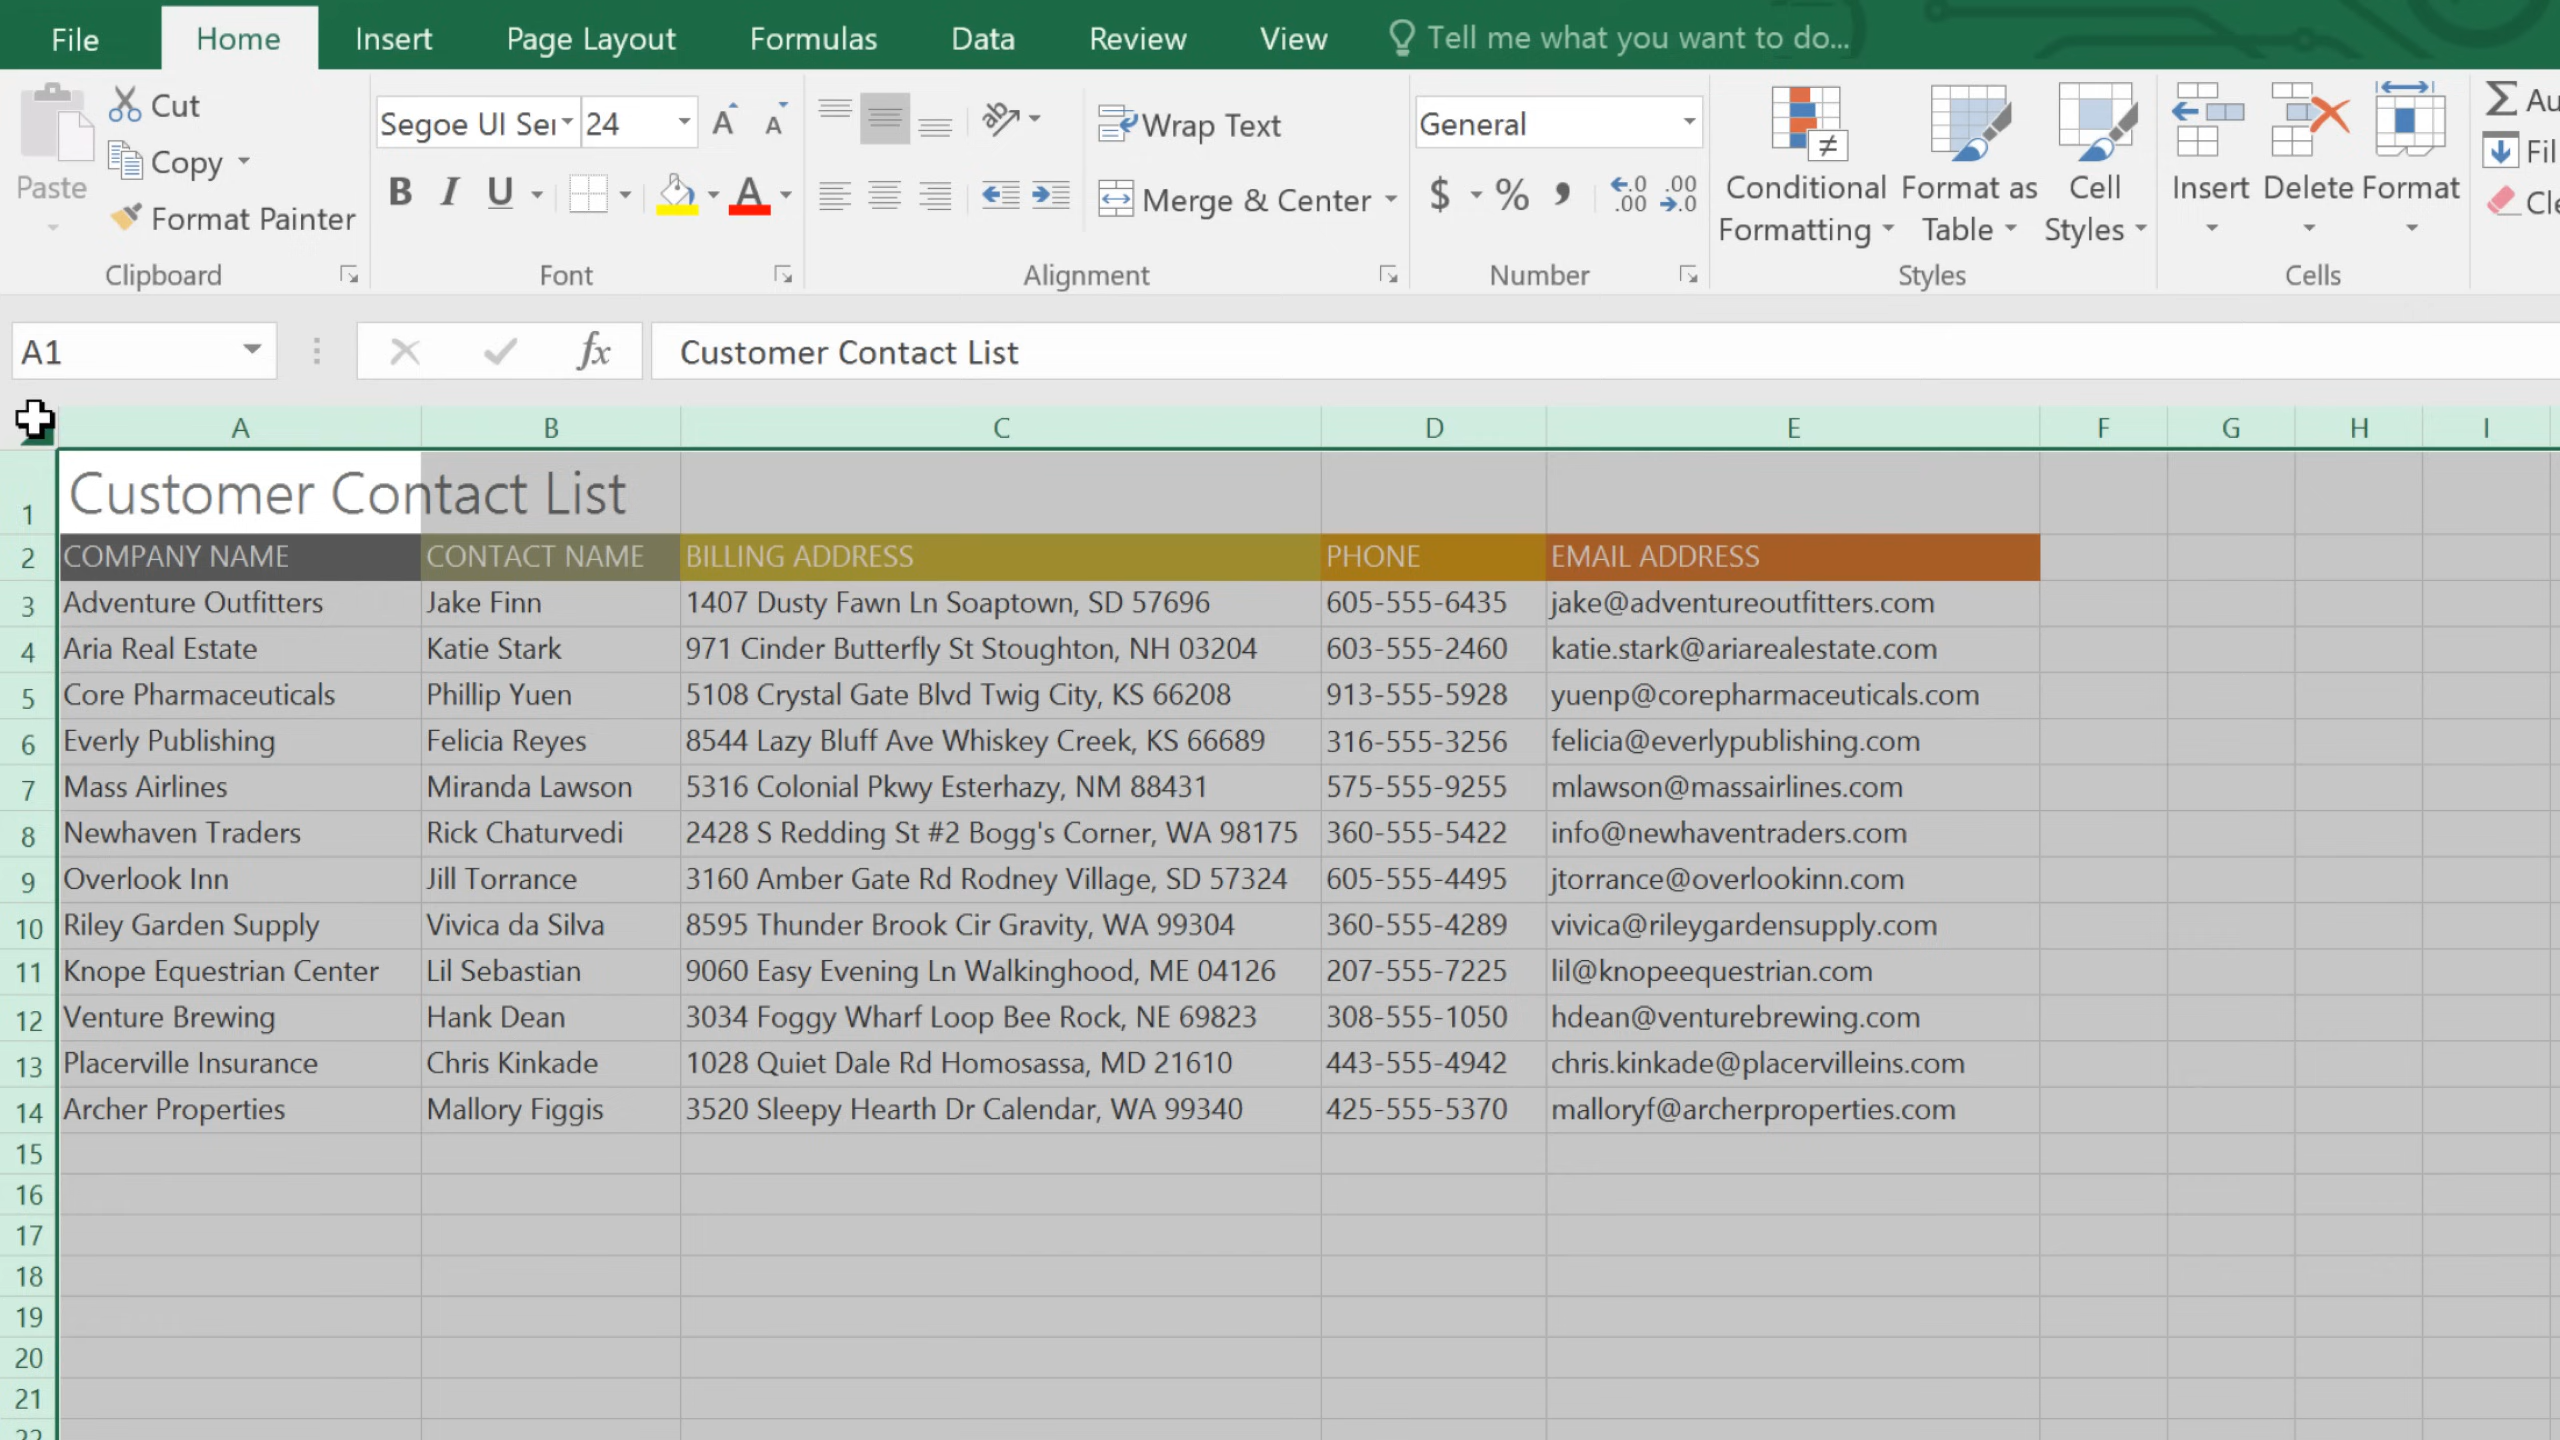 File Home Insert Page Layout Formulas Data Review View Tell me what you want to do...
Paste Cut Copy Format Painter
Clipboard
Segoe UI Ser 24 A A
B I U A
Font
ab Wrap Text
Merge & Center
Alignment
General
$ % , .0 .00 .00 .0
Number
Conditional Formatting Format as Table Cell Styles
Styles
Insert Delete Format
Cells
A1 fx Customer Contact List
A B C D E F G H I
1 Customer Contact List
2 COMPANY NAME CONTACT NAME BILLING ADDRESS PHONE EMAIL ADDRESS
3 Adventure Outfitters Jake Finn 1407 Dusty Fawn Ln Soaptown, SD 57696 605-555-6435 jake@adventureoutfitters.com
4 Aria Real Estate Katie Stark 971 Cinder Butterfly St Stoughton, NH 03204 603-555-2460 katie.stark@ariarealestate.com
5 Core Pharmaceuticals Phillip Yuen 5108 Crystal Gate Blvd Twig City, KS 66208 913-555-5928 yuenp@corepharmaceuticals.com
6 Everly Publishing Felicia Reyes 8544 Lazy Bluff Ave Whiskey Creek, KS 66689 316-555-3256 felicia@everlypublishing.com
7 Mass Airlines Miranda Lawson 5316 Colonial Pkwy Esterhazy, NM 88431 575-555-9255 mlawson@massairlines.com
8 Newhaven Traders Rick Chaturvedi 2428 S Redding St #2 Bogg's Corner, WA 98175 360-555-5422 info@newhaventraders.com
9 Overlook Inn Jill Torrance 3160 Amber Gate Rd Rodney Village, SD 57324 605-555-4495 jtorrance@overlookinn.com
10 Riley Garden Supply Vivica da Silva 8595 Thunder Brook Cir Gravity, WA 99304 360-555-4289 vivica@rileygardensupply.com
11 Knope Equestrian Center Lil Sebastian 9060 Easy Evening Ln Walkinghood, ME 04126 207-555-7225 lil@knopeequestrian.com
12 Venture Brewing Hank Dean 3034 Foggy Wharf Loop Bee Rock, NE 69823 308-555-1050 hdean@venturebrewing.com
13 Placerville Insurance Chris Kinkade 1028 Quiet Dale Rd Homosassa, MD 21610 443-555-4942 chris.kinkade@placervilleins.com
14 Archer Properties Mallory Figgis 3520 Sleepy Hearth Dr Calendar, WA 99340 425-555-5370 malloryf@archerproperties.com
15
16
17
18
19
20
21
22